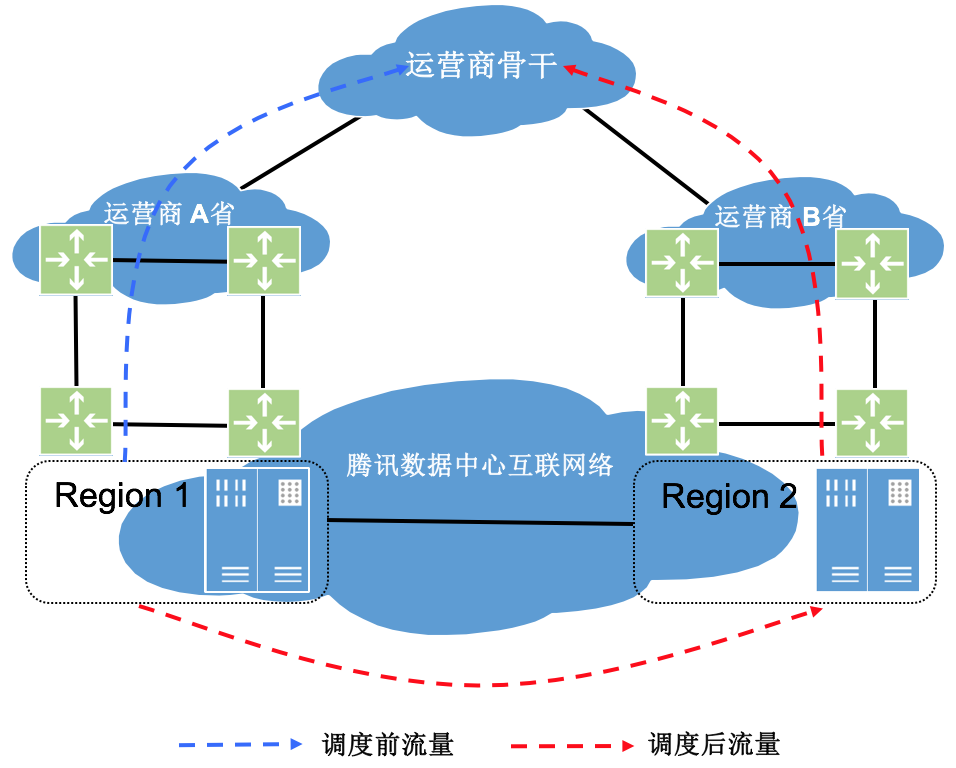 运营商骨干
运营商 A省
运营商 B省
腾讯数据中心互联网络
Region 1
Region 2
调度前流量
调度后流量